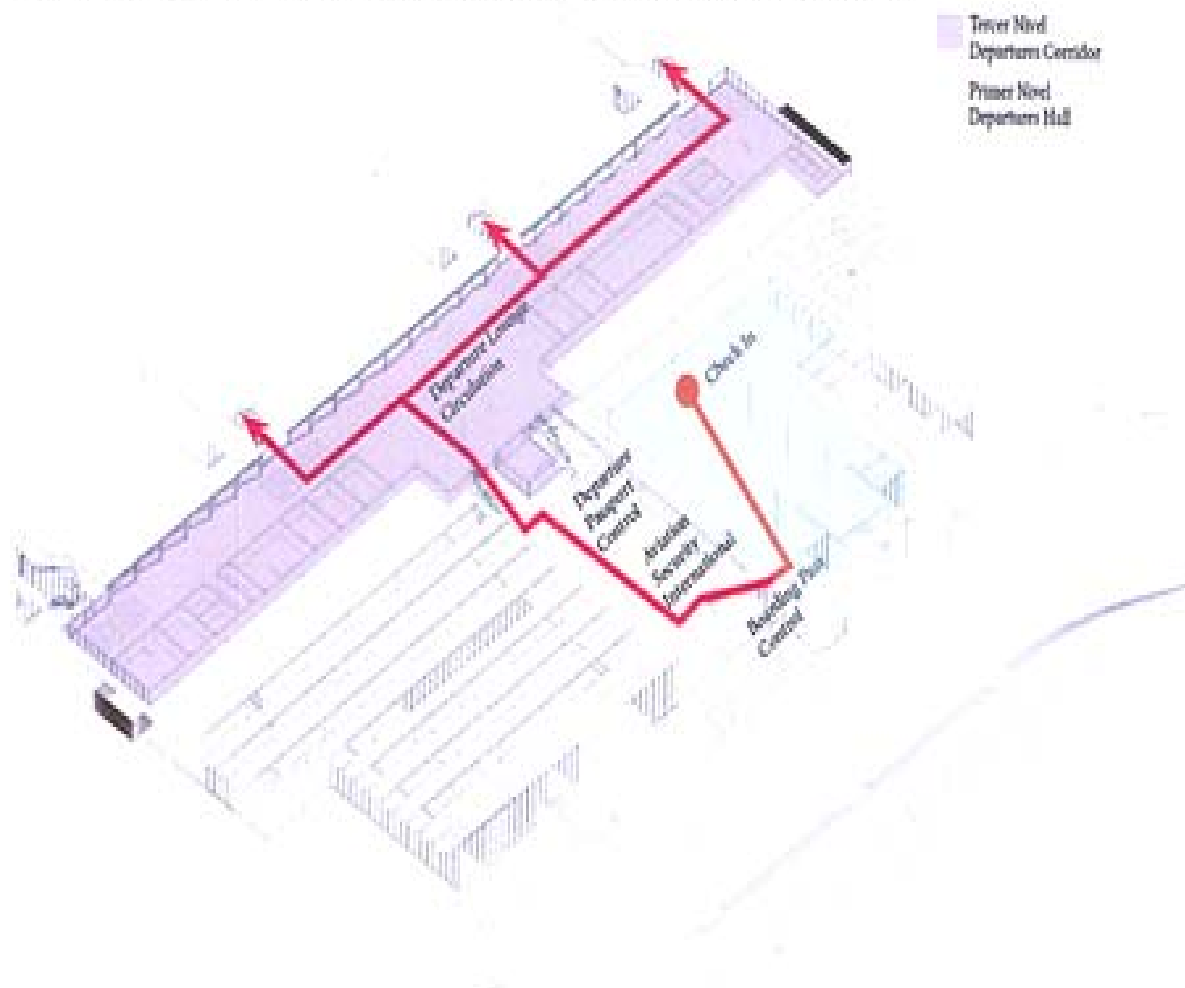 Tercer Nivel
Departures Corridor
Primer Nivel
Departures Hall
Departure Lounge
Circulation
Check In
Departure
Passport
Control
Aviation
Security
International
Boarding Pass
Control